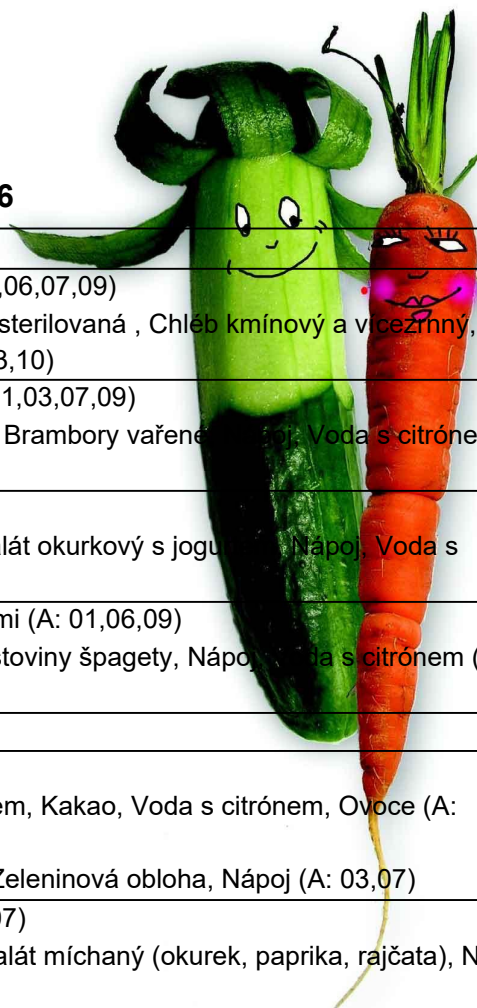 6
,06,07,09)
sterilovaná , Chléb kmínový a vícezrnný,
3,10)
1,03,07,09)
Brambory vařené, Nápoj, Voda s citróne
lát okurkový s jogu Nápoj, Voda s
mi (A: 01,06,09)
stoviny špagety, Nápoj, Voda s citrónem (
em, Kakao, Voda s citrónem, Ovoce (A:
Zeleninová obloha, Nápoj (A: 03,07)
07)
alát míchaný (okurek, paprika, rajčata), N